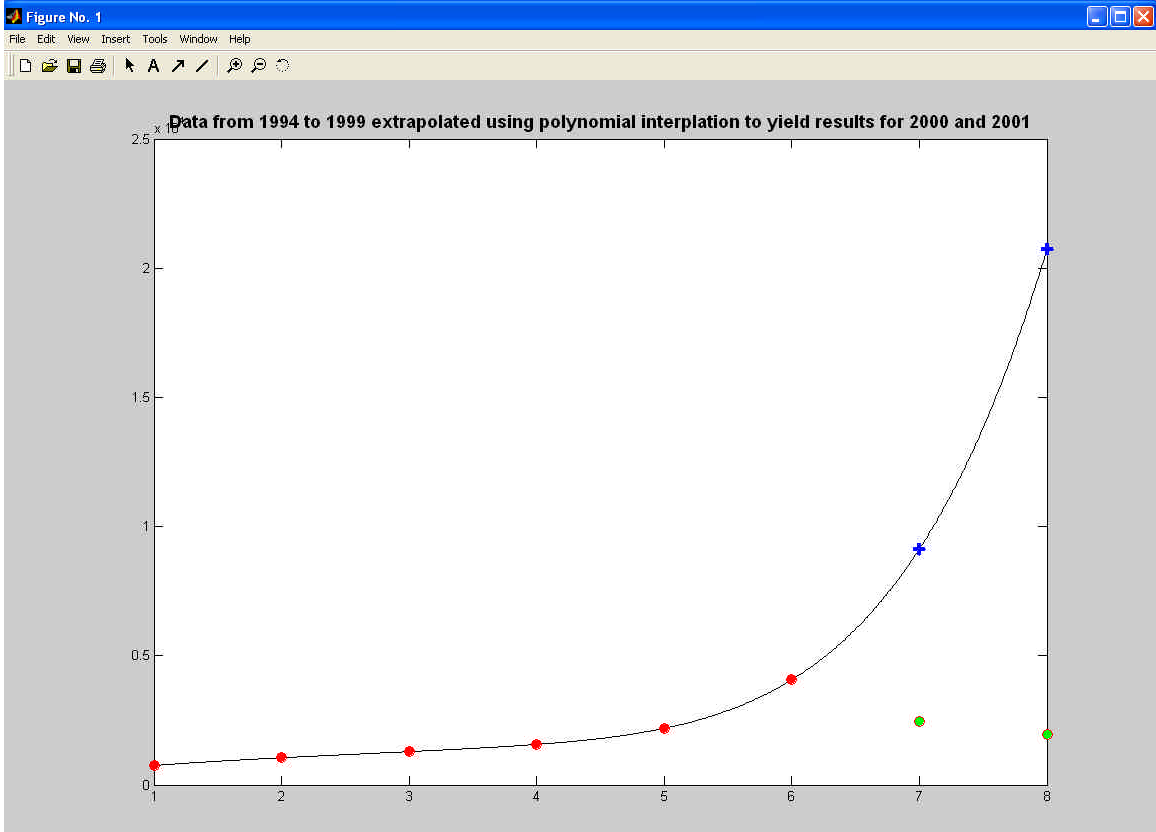 Figure No. 1
File Edit View Insert Tools Window Help
A
Data from 1994 to 1999 extrapolated using polynomial interplation to yield results for 2000 and 2001
x 10
2.5
2
1.5
1
0.5
0
1 2 3 4 5 6 7 8